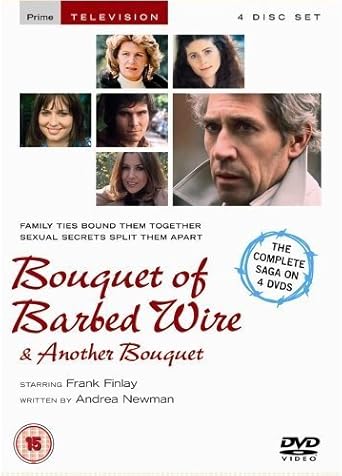 Prime TELEVISION
4 DISC SET
FAMILY TIES BOUND THEM TOGETHER
SEXUAL SECRETS SPLIT THEM APART
THE
COMPLETE
SAGA ON
4 DVDS
Bouquet of
Barbed Wire
& Another Bouquet
STARRING Frank Finlay
WRITTEN BY Andrea Newman
15
DVD
VIDEO